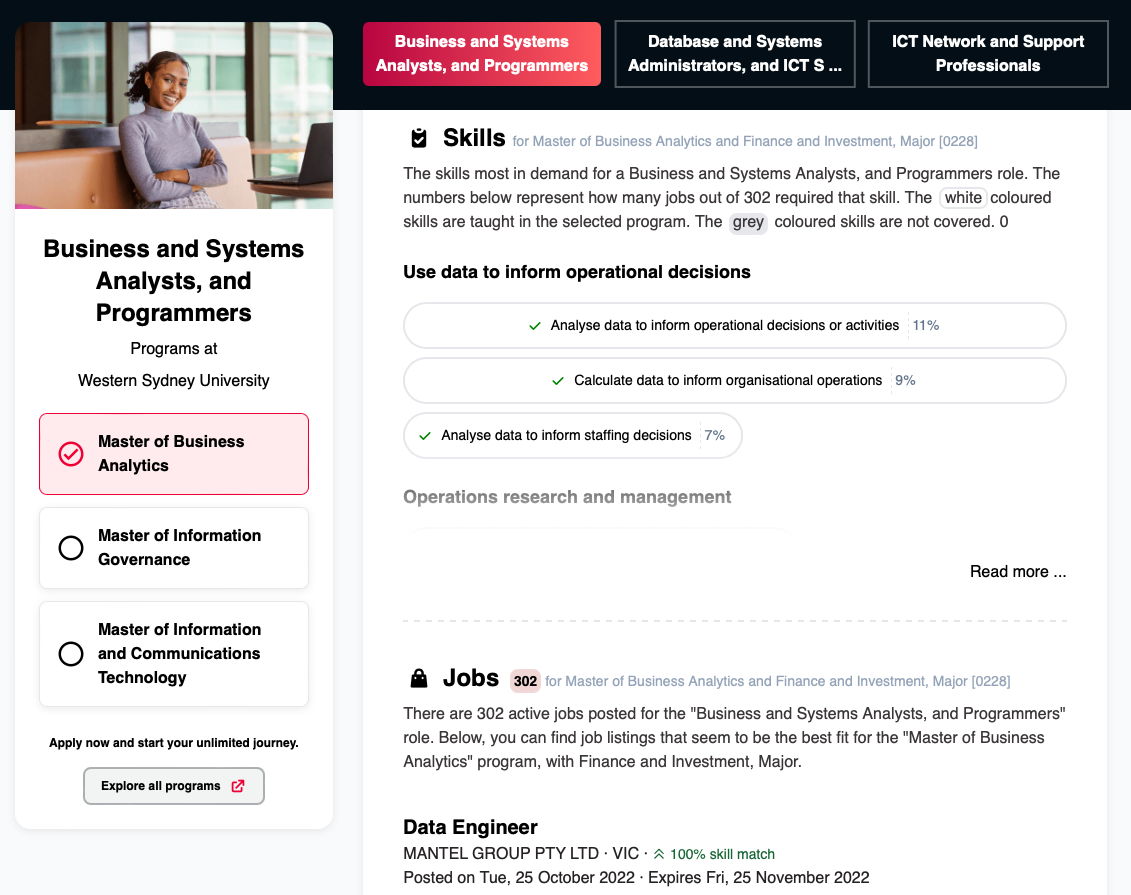 Business and Systems
Analysts, and Programmers
Database and Systems
Administrators, and ICT S ...
ICT Network and Support
Professionals
Business and Systems
Analysts, and
Programmers
Programs at
Western Sydney University
Master of Business
Analytics
Master of Information
Governance
Master of Information
and Communications
Technology
Apply now and start your unlimited journey.
Explore all programs
Skills for Master of Business Analytics and Finance and Investment, Major [0228]
The skills most in demand for a Business and Systems Analysts, and Programmers role. The
numbers below represent how many jobs out of 302 required that skill. The white coloured
skills are taught in the selected program. The grey coloured skills are not covered. 0
Use data to inform operational decisions
Analyse data to inform operational decisions or activities 11%
Calculate data to inform organisational operations 9%
Analyse data to inform staffing decisions 7%
Operations research and management
Read more ...
Jobs 302 for Master of Business Analytics and Finance and Investment, Major [0228]
There are 302 active jobs posted for the "Business and Systems Analysts, and Programmers"
role. Below, you can find job listings that seem to be the best fit for the "Master of Business
Analytics" program, with Finance and Investment, Major.
Data Engineer
MANTEL GROUP PTY LTD · VIC · 100% skill match
Posted on Tue, 25 October 2022 · Expires Fri, 25 November 2022